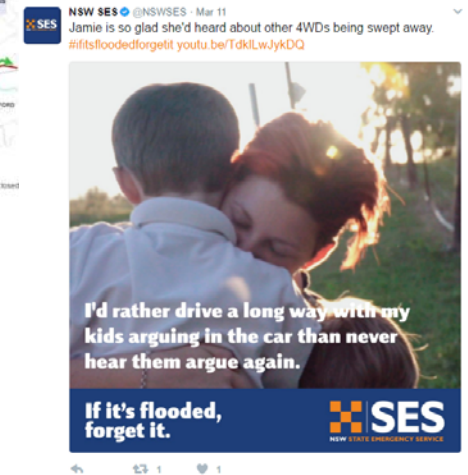 NSW SES @NSWSES · Mar 11
SES
Jamie is so glad she'd heard about other 4WDs being swept away.
#ifitsfloodedforgetit youtu.be/TdklLwJykDQ
I'd rather drive a long way with my
kids arguing in the car than never
hear them argue again.
If it's flooded,
forget it.
SES
NSW STATE EMERGENCY SERVICE
1
1